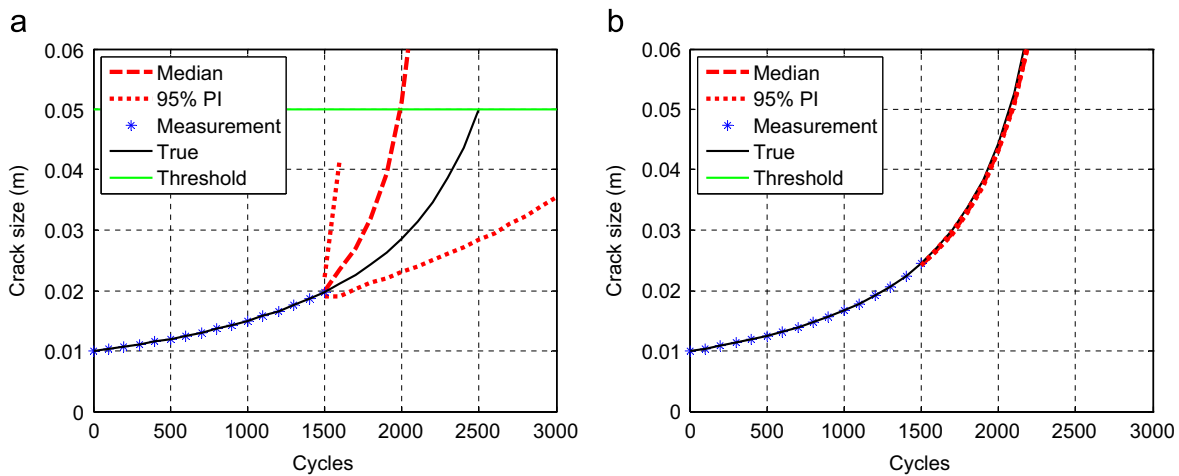 a
0.06
0.05
0.04
0.03
0.02
0.01
0
Crack size (m)
Median
95% PI
Measurement
True
Threshold
0 500 1000 1500 2000 2500 3000
Cycles
b
0.06
0.05
0.04
0.03
0.02
0.01
0
Crack size (m)
Median
95% PI
Measurement
True
Threshold
0 500 1000 1500 2000 2500 3000
Cycles